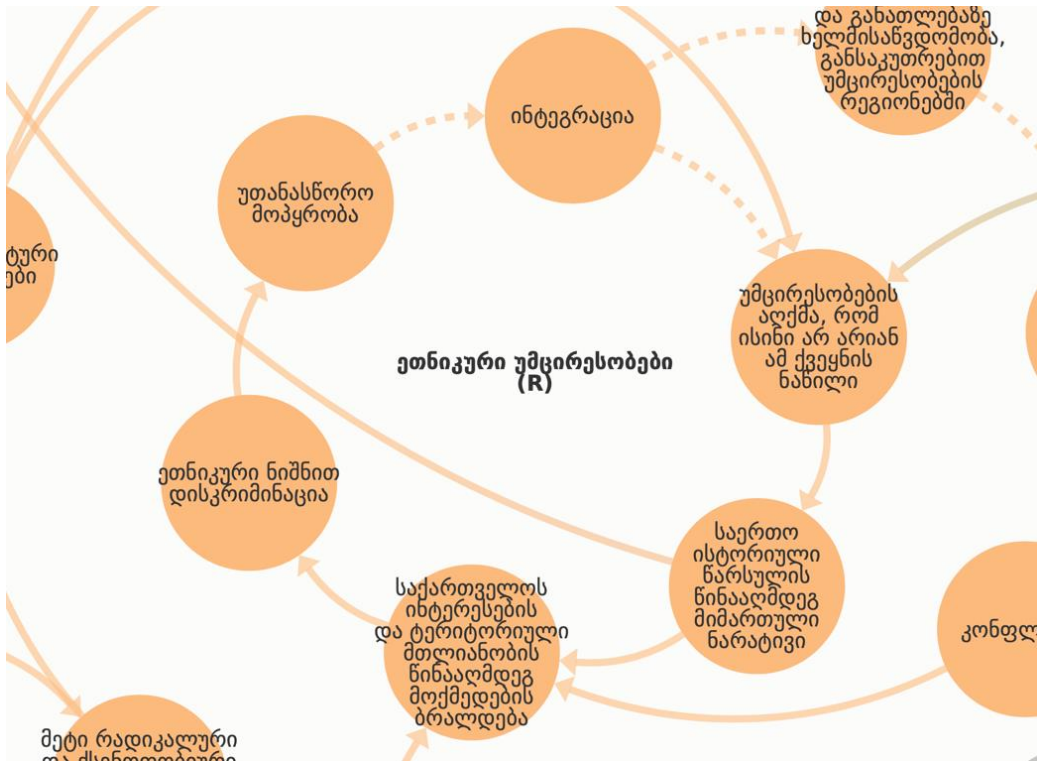 და განათლებაზე
ხელმისაწვდომობა,
განსაკუთრებით
უმცირესობების
რეგიონებში
ინტეგრაცია
უთანასწორო
მოპყრობა
ტური
ები
უმცირესობების
აღქმა, რომ
ისინი არ არიან
ამ ქვეყნის
ნაწილი
ეთნიკური უმცირესობები
(R)
ეთნიკური ნიშნით
დისკრიმინაცია
საერთო
ისტორიული
წარსულის
წინააღმდეგ
მიმართული
ნარატივი
საქართველოს
ინტერესების
და ტერიტორიული
მთლიანობის
წინააღმდეგ
მოქმედების
ბრალდება
კონფლ
მეტი რადიკალური
და ქსენოფობიური